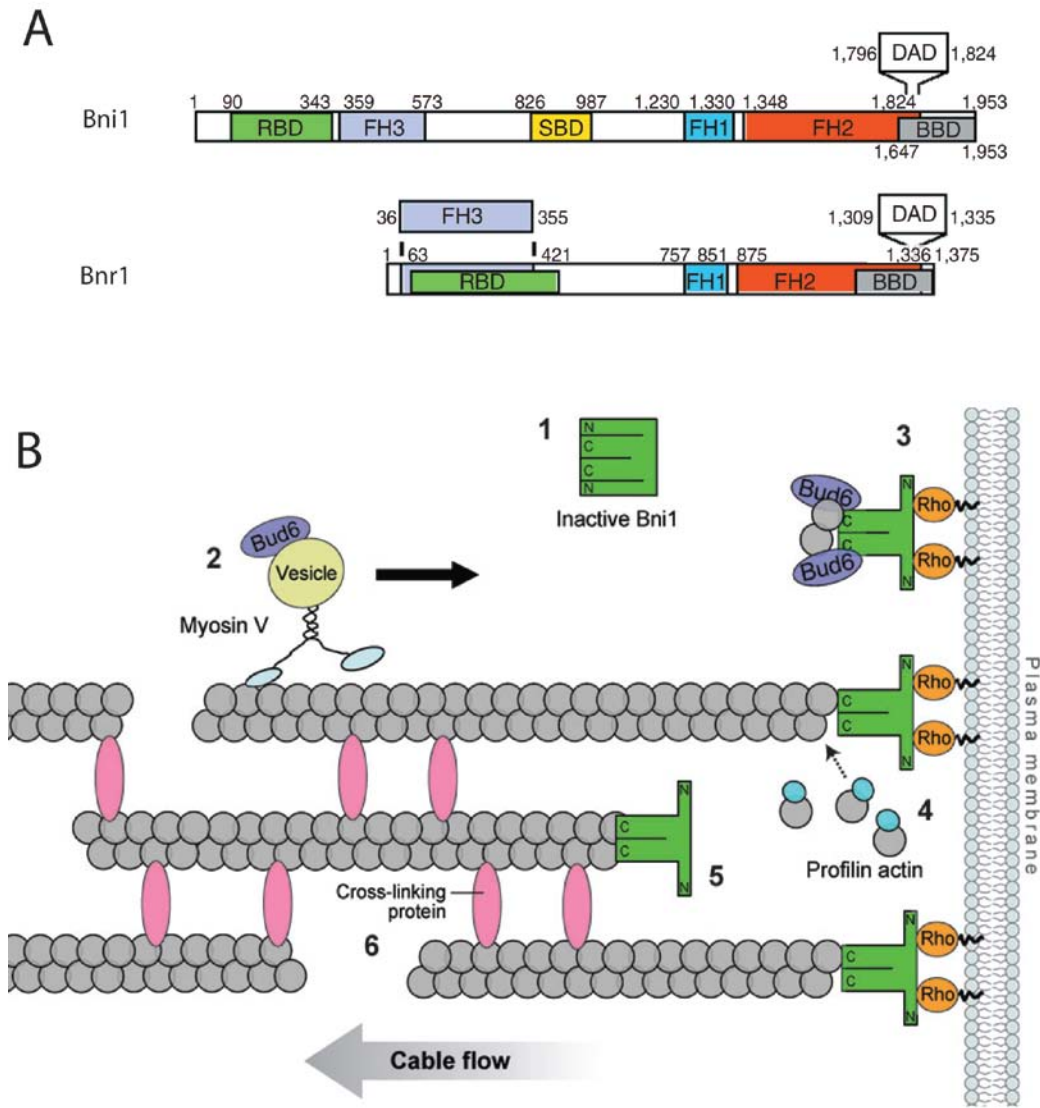 A
1,796 DAD 1,824
1 90 343 359 573 826 987 1,230 1,330 1,348 1,824 1,953
Bni1 RBD FH3 SBD FH1 FH2 BBD
1,647 1,953
36 FH3 355 1,309 DAD 1,335
1 63 421 757 851 875 1,336 1,375
Bnr1 RBD FH1 FH2 BBD
B
1
N
C
C
N
Inactive Bni1
2
Bud6
Vesicle
Myosin V
3
Bud6
Bud6
N
C
C
N
Rho
Rho
Plasma membrane
N
C
C
N
Rho
Rho
4
Profilin actin
N
C
C
N
5
Cross-linking
protein
6
N
C
C
N
Rho
Rho
Cable flow